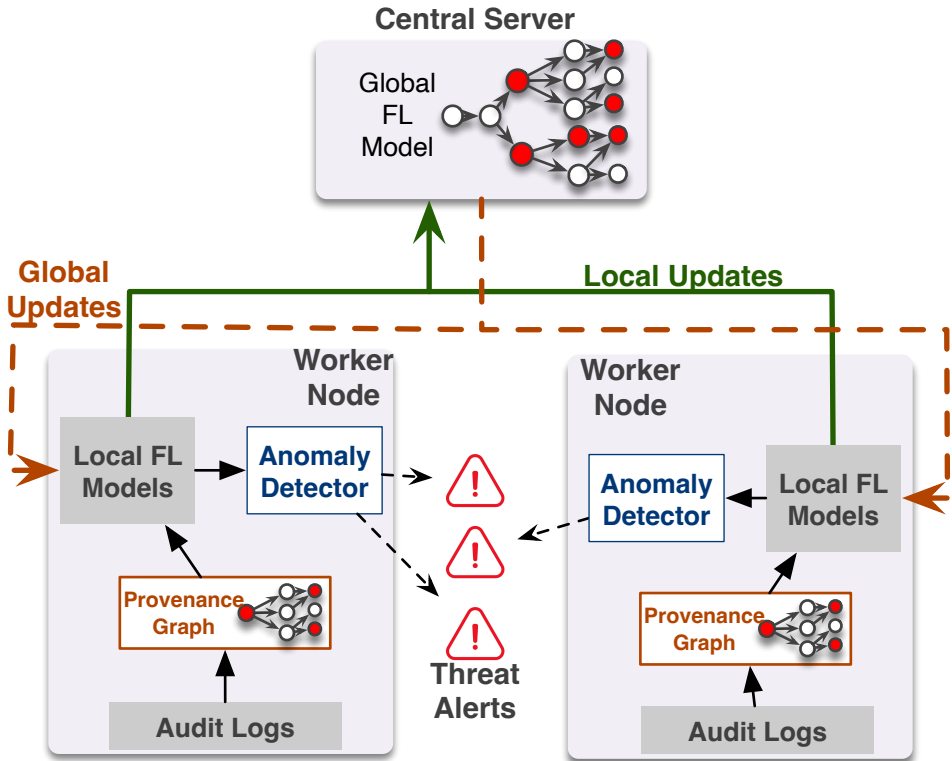 Central Server
Global
FL
Model
Global
Updates
Local Updates
Worker
Node
Local FL
Models
Anomaly
Detector
Provenance
Graph
Audit Logs
Threat
Alerts
Worker
Node
Anomaly
Detector
Local FL
Models
Provenance
Graph
Audit Logs